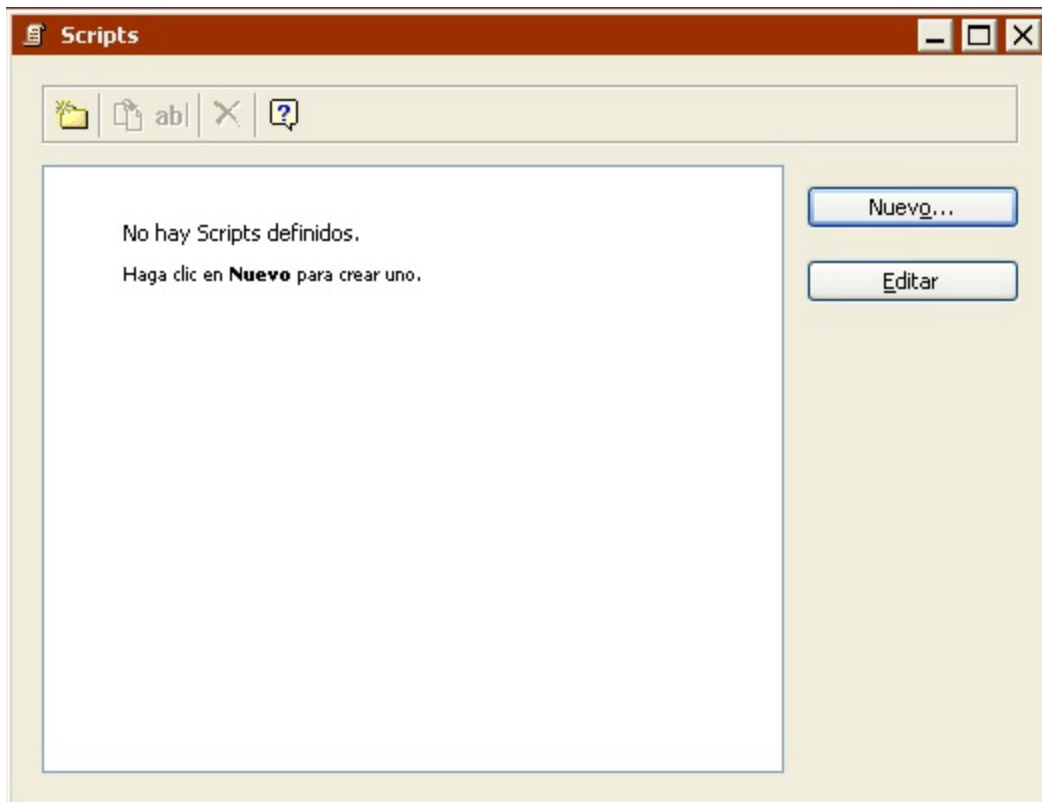 Scripts
ab|
No hay Scripts definidos.
Haga clic en Nuevo para crear uno.
Nuevo...
Editar